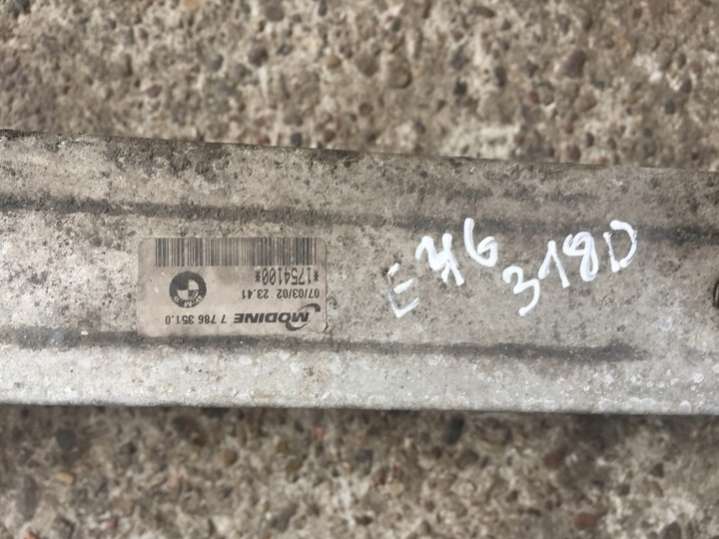 MODINE 7 786 351.0
07/03/02 23.41
*1754100*
E46
318D